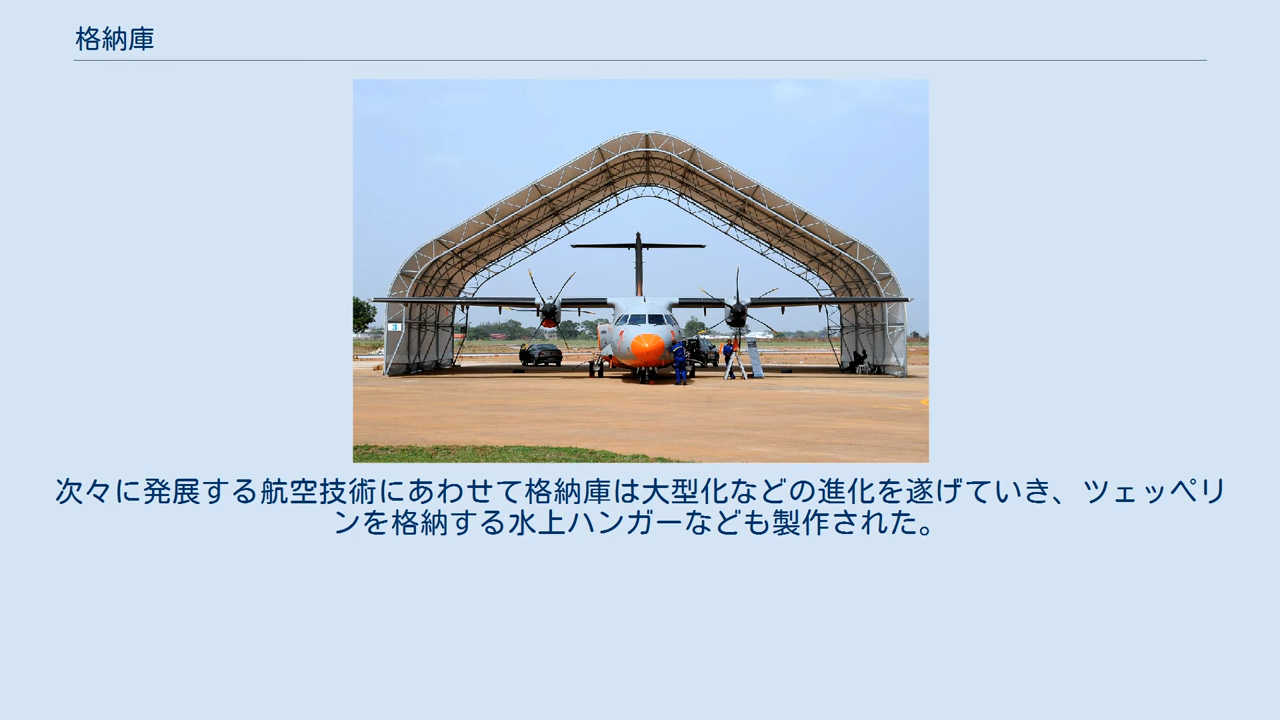 格納庫
次々に発展する航空技術にあわせて格納庫は大型化などの進化を遂げていき、ツェッペリ
ンを格納する水上ハンガーなども製作された。